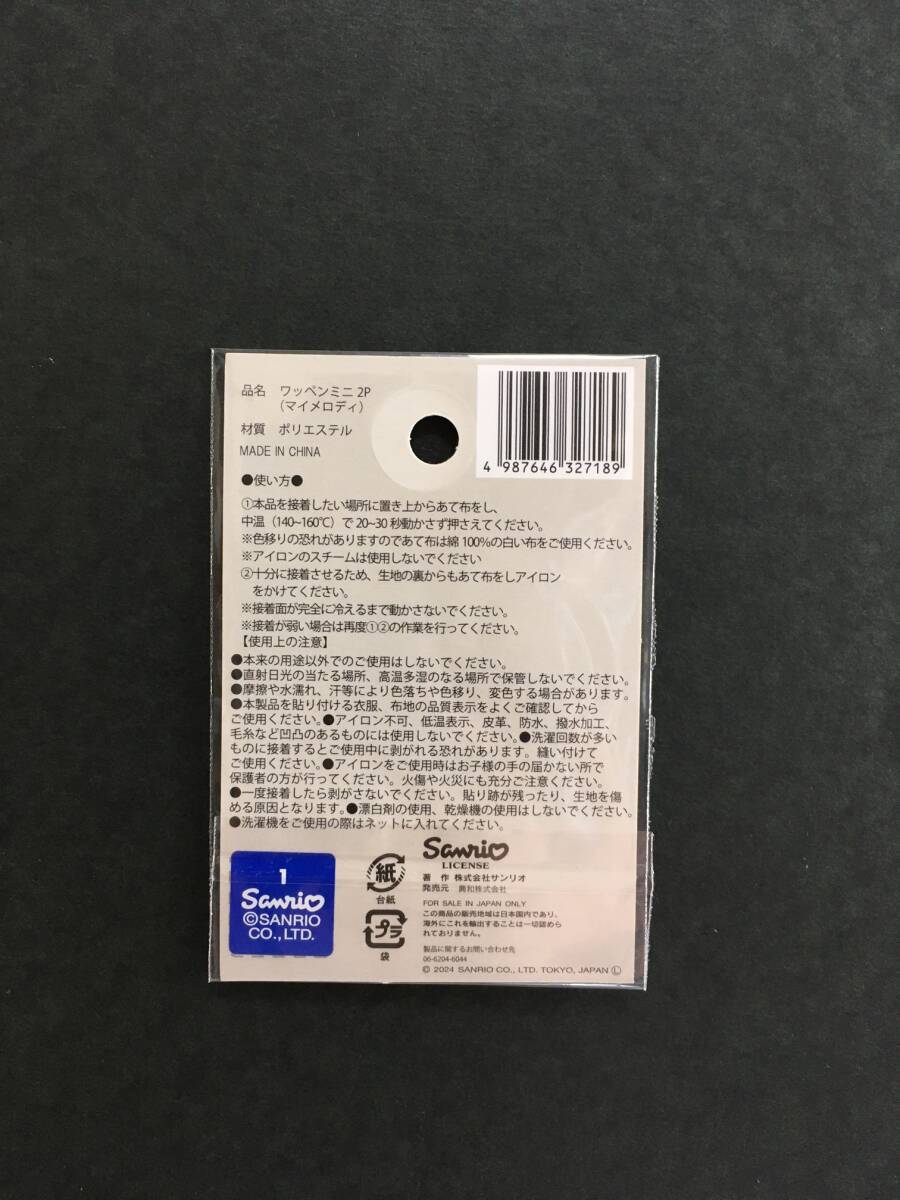 品名 ワッペンミニ 2P
（マイメロディ）
材質 ポリエステル
MADE IN CHINA
4 987646 327189
●使い方●
①本品を接着したい場所に置き上からあて布をし、
中温（140~160℃）で 20~30 秒動かさず押さえてください。
※色移りの恐れがありますのであて布は綿 100%の白い布をご使用ください。
※アイロンのスチームは使用しないでください
②十分に接着させるため、生地の裏からもあて布をしアイロン
をかけてください。
※接着面が完全に冷えるまで動かさないでください。
※接着が弱い場合は再度①②の作業を行ってください。
【使用上の注意】
●本来の用途以外でのご使用はしないでください。
●直射日光の当たる場所、高温多湿のなる場所で保管しないでください。
●摩擦や水濡れ、汗等により色落ちや色移り、変色する場合があります。
●本製品を貼り付ける衣服、布地の品質表示をよくご確認してから
ご使用ください。●アイロン不可、低温表示、皮革、防水、撥水加工、
毛糸など凹凸のあるものには使用しないでください。●洗濯回数が多い
ものに接着するとご使用中に剥がれる恐れがあります。縫い付けて
ご使用ください。●アイロンをご使用時はお子様の手の届かない所で
保護者の方が行ってください。火傷や火災にも充分ご注意ください。
●一度接着したら剥がさないでください。貼り跡が残ったり、生地を傷
める原因となります。●漂白剤の使用、乾燥機の使用はしないでください。
●洗濯機をご使用の際はネットに入れてください。
1
Sanrio
©SANRIO
CO., LTD.
紙
台紙
プラ
袋
Sanrio
LICENSE
著 作 株式会社サンリオ
発売元 興和株式会社
FOR SALE IN JAPAN ONLY
この商品の販売地域は日本国内であり、
海外にこれを輸出することは一切認めら
れておりません。
製品に関するお問い合わせ先
06-6204-6044
© 2024 SANRIO CO., LTD. TOKYO, JAPAN Ⓛ